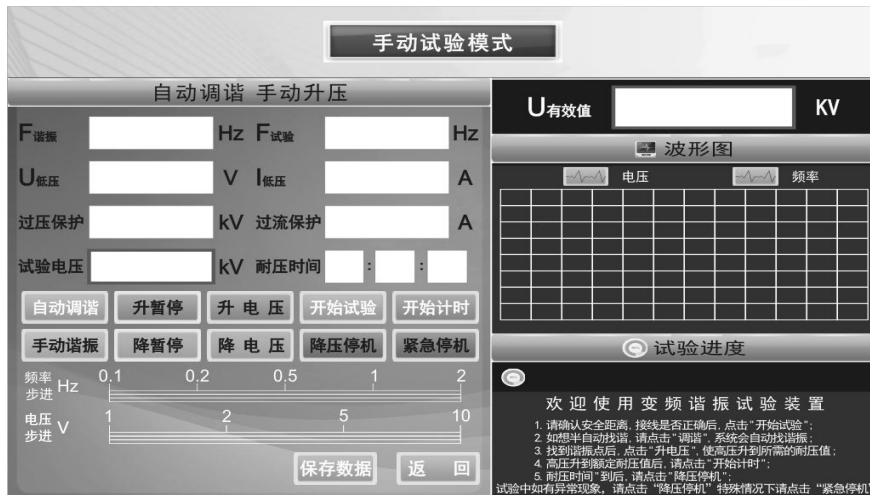 手动试验模式
自动调谐 手动升压
F谐振 Hz F试验 Hz
U低压 V I低压 A
过压保护 kV 过流保护 A
试验电压 kV 耐压时间 : :
自动调谐 升暂停 升 电 压 开始试验 开始计时
手动谐振 降暂停 降 电 压 降压停机 紧急停机
频率步进 Hz 0.1 0.2 0.5 1 2
电压步进 V 1 2 5 10
保存数据 返 回
U有效值 KV
波形图
电压 频率
试验进度
欢迎使用变频谐振试验装置
1. 请确认安全距离, 接线是否正确后, 点击"开始试验";
2. 如想半自动找谐, 请点击"调谐", 系统会自动找谐振;
3. 找到谐振点后, 点击"升电压", 使高压升到所需的耐压值;
4. 高压升到额定耐压值后, 请点击"开始计时";
5. 耐压时间"到后, 请点击"降压停机";
试验中如有异常现象, 请点击 "降压停机" 特殊情况下请点击 "紧急停机"